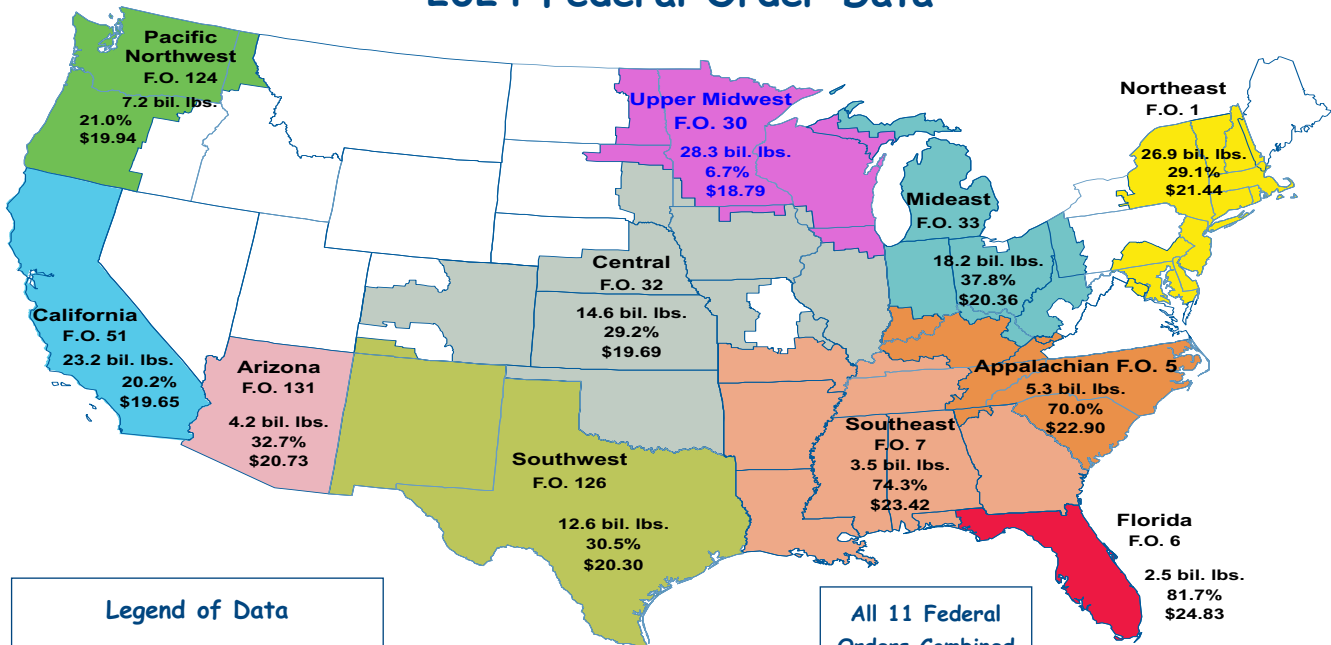 2024 Federal Order Data
Pacific
Northwest
F.O. 124
7.2 bil. lbs.
21.0%
$19.94
Upper Midwest
F.O. 30
28.3 bil. lbs.
6.7%
$18.79
Northeast
F.O. 1
26.9 bil. lbs.
29.1%
$21.44
Mideast
F.O. 33
18.2 bil. lbs.
37.8%
$20.36
Central
F.O. 32
14.6 bil. lbs.
29.2%
$19.69
California
F.O. 51
23.2 bil. lbs.
20.2%
$19.65
Arizona
F.O. 131
4.2 bil. lbs.
32.7%
$20.73
Appalachian F.O. 5
5.3 bil. lbs.
70.0%
$22.90
Southeast
F.O. 7
3.5 bil. lbs.
74.3%
$23.42
Southwest
F.O. 126
12.6 bil. lbs.
30.5%
$20.30
Florida
F.O. 6
2.5 bil. lbs.
81.7%
$24.83
Legend of Data
All 11 Federal
Orders Combined